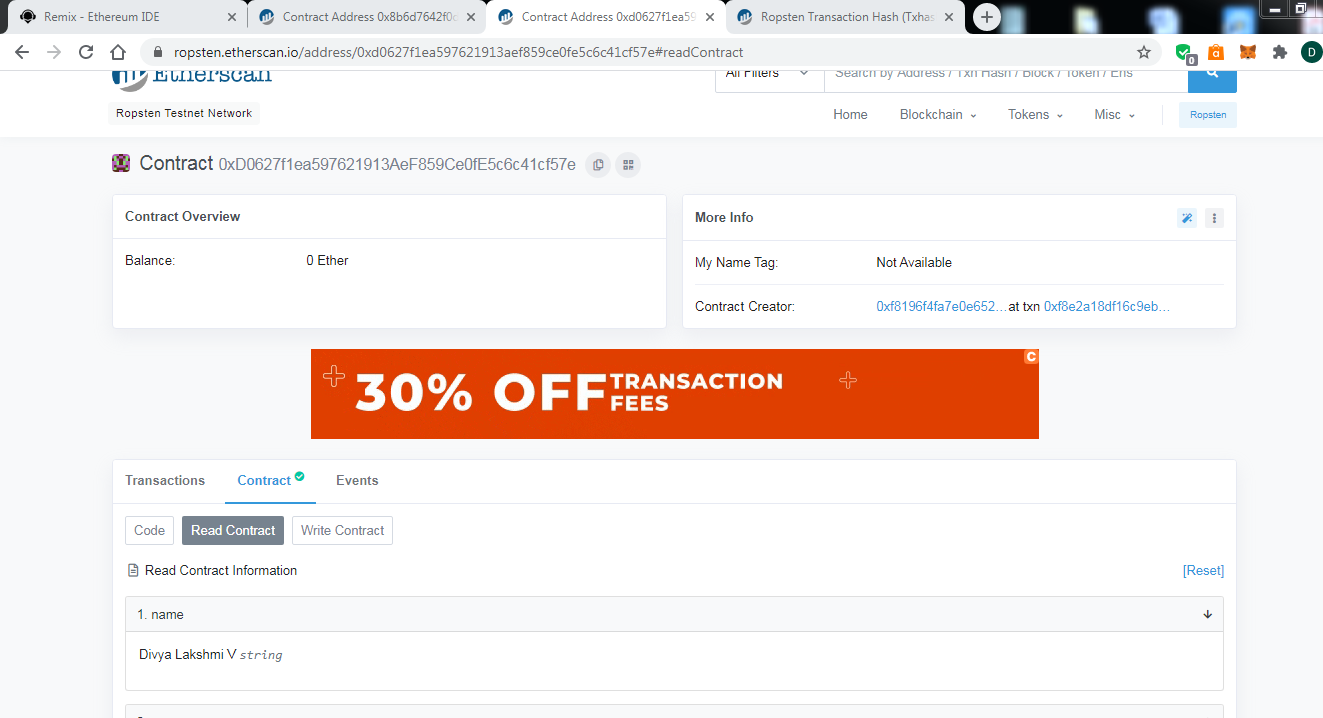 Remix - Ethereum IDE
Contract Address 0x8b6d7642f0c
Contract Address 0xd0627f1ea59
Ropsten Transaction Hash (Txhas
ropsten.etherscan.io/address/0xd0627f1ea597621913aef859ce0fe5c6c41cf57e#readContract
0
a
D
Etherscan
All Filters
Search by Address / Txn Hash / Block / Token / Ens
Ropsten Testnet Network
Home Blockchain Tokens Misc Ropsten
Contract 0xD0627f1ea597621913AeF859Ce0fE5c6c41cf57e
Contract Overview
Balance: 0 Ether
More Info
My Name Tag: Not Available
Contract Creator: 0xf8196f4fa7e0e652... at txn 0xf8e2a18df16c9eb...
30% OFF TRANSACTION
FEES
C
Transactions Contract Events
Code Read Contract Write Contract
Read Contract Information [Reset]
1. name
Divya Lakshmi V string